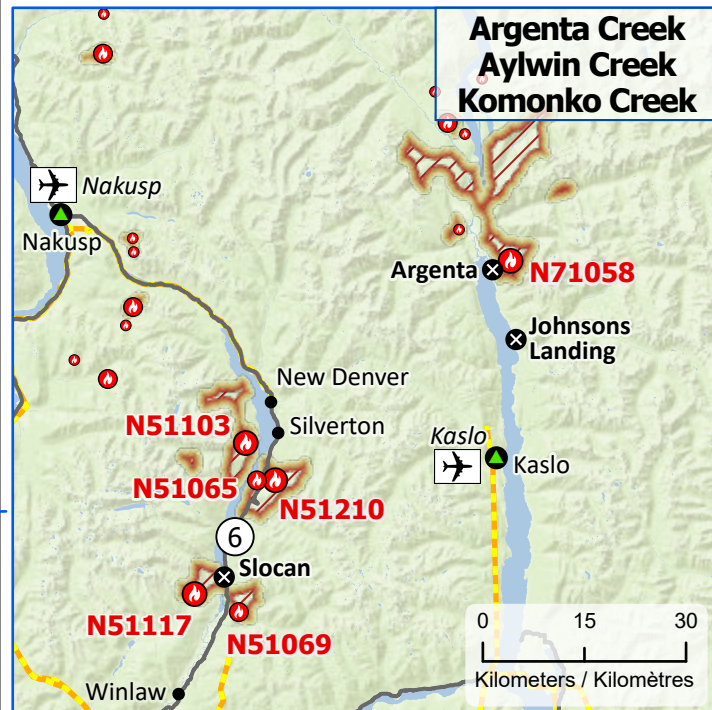 Argenta Creek
Aylwin Creek
Komonko Creek
Nakusp
Nakusp
Argenta
N71058
Johnsons
Landing
New Denver
N51103
Silverton
Kaslo
Kaslo
N51065
N51210
6
Slocan
N51117
N51069
Winlaw
0 15 30
Kilometers / Kilomètres